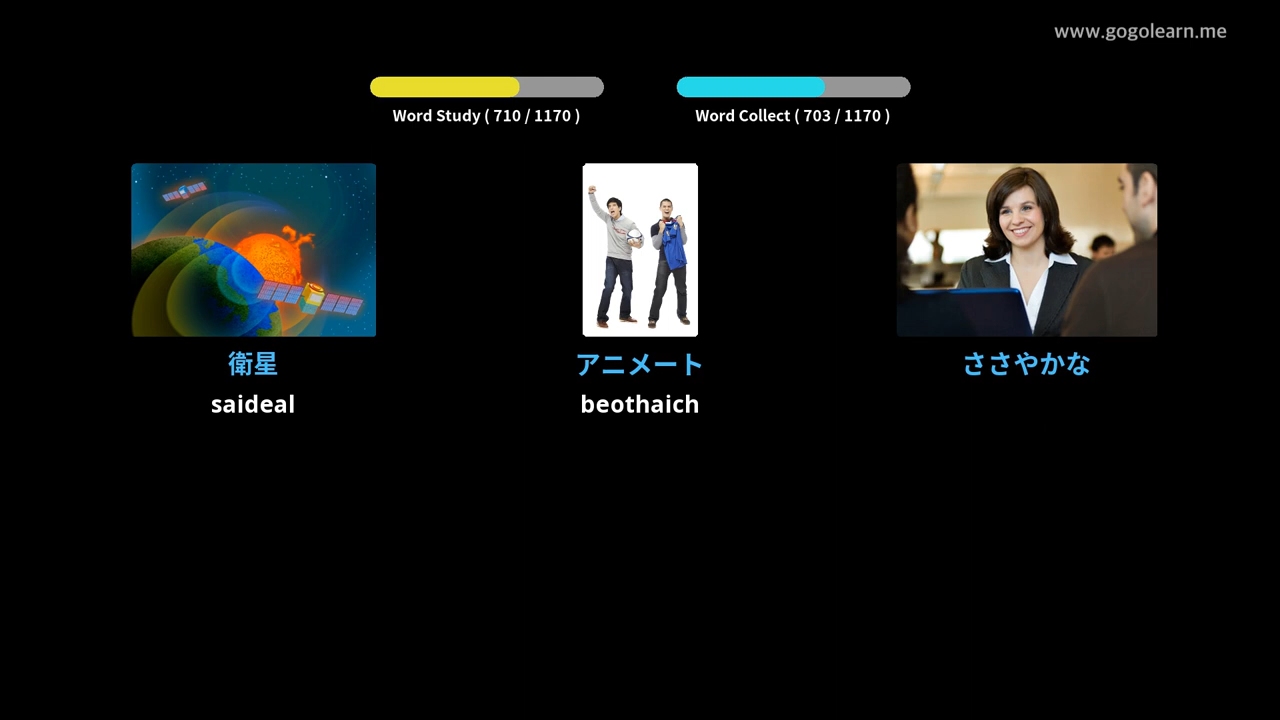 www.gogolearn.me
Word Study ( 710 / 1170 )
Word Collect ( 703 / 1170 )
衛星
アニメート
ささやかな
saideal
beothaich